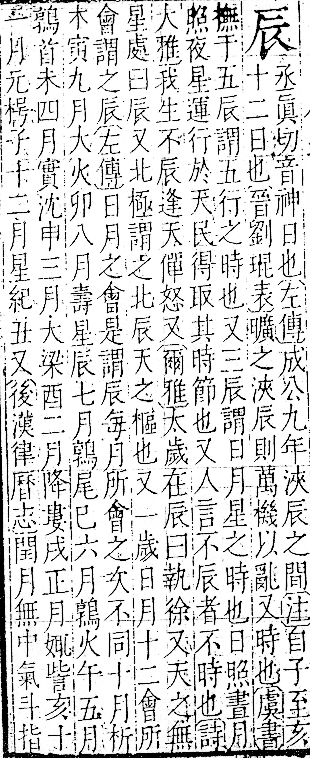 辰丞眞切音神日也左傳成公九年浹辰之間注自子至亥
十二日也晉劉琨表曠之浹辰則萬機以亂又時也虞書
撫于五辰謂五行之時也又三辰謂日月星之時也日照晝月
照夜星運行於天民得取其時節也又人言不辰者不時也詩
大雅我生不辰逢天僤怒又爾雅太歲在辰曰執徐又天之無
星處曰辰又北極謂之北辰天之樞也又一歲日月十二會所
會謂之辰左傳日月之會是謂辰每月所會之次不同十月析
木寅九月大火卯八月壽星辰七月鶉尾巳六月鶉火午五月
鶉首未四月實沈申三月大梁酉二月降婁戌正月娵訾亥十
一月元枵子十二月星紀丑又後漢律曆志閏月無中氣斗指